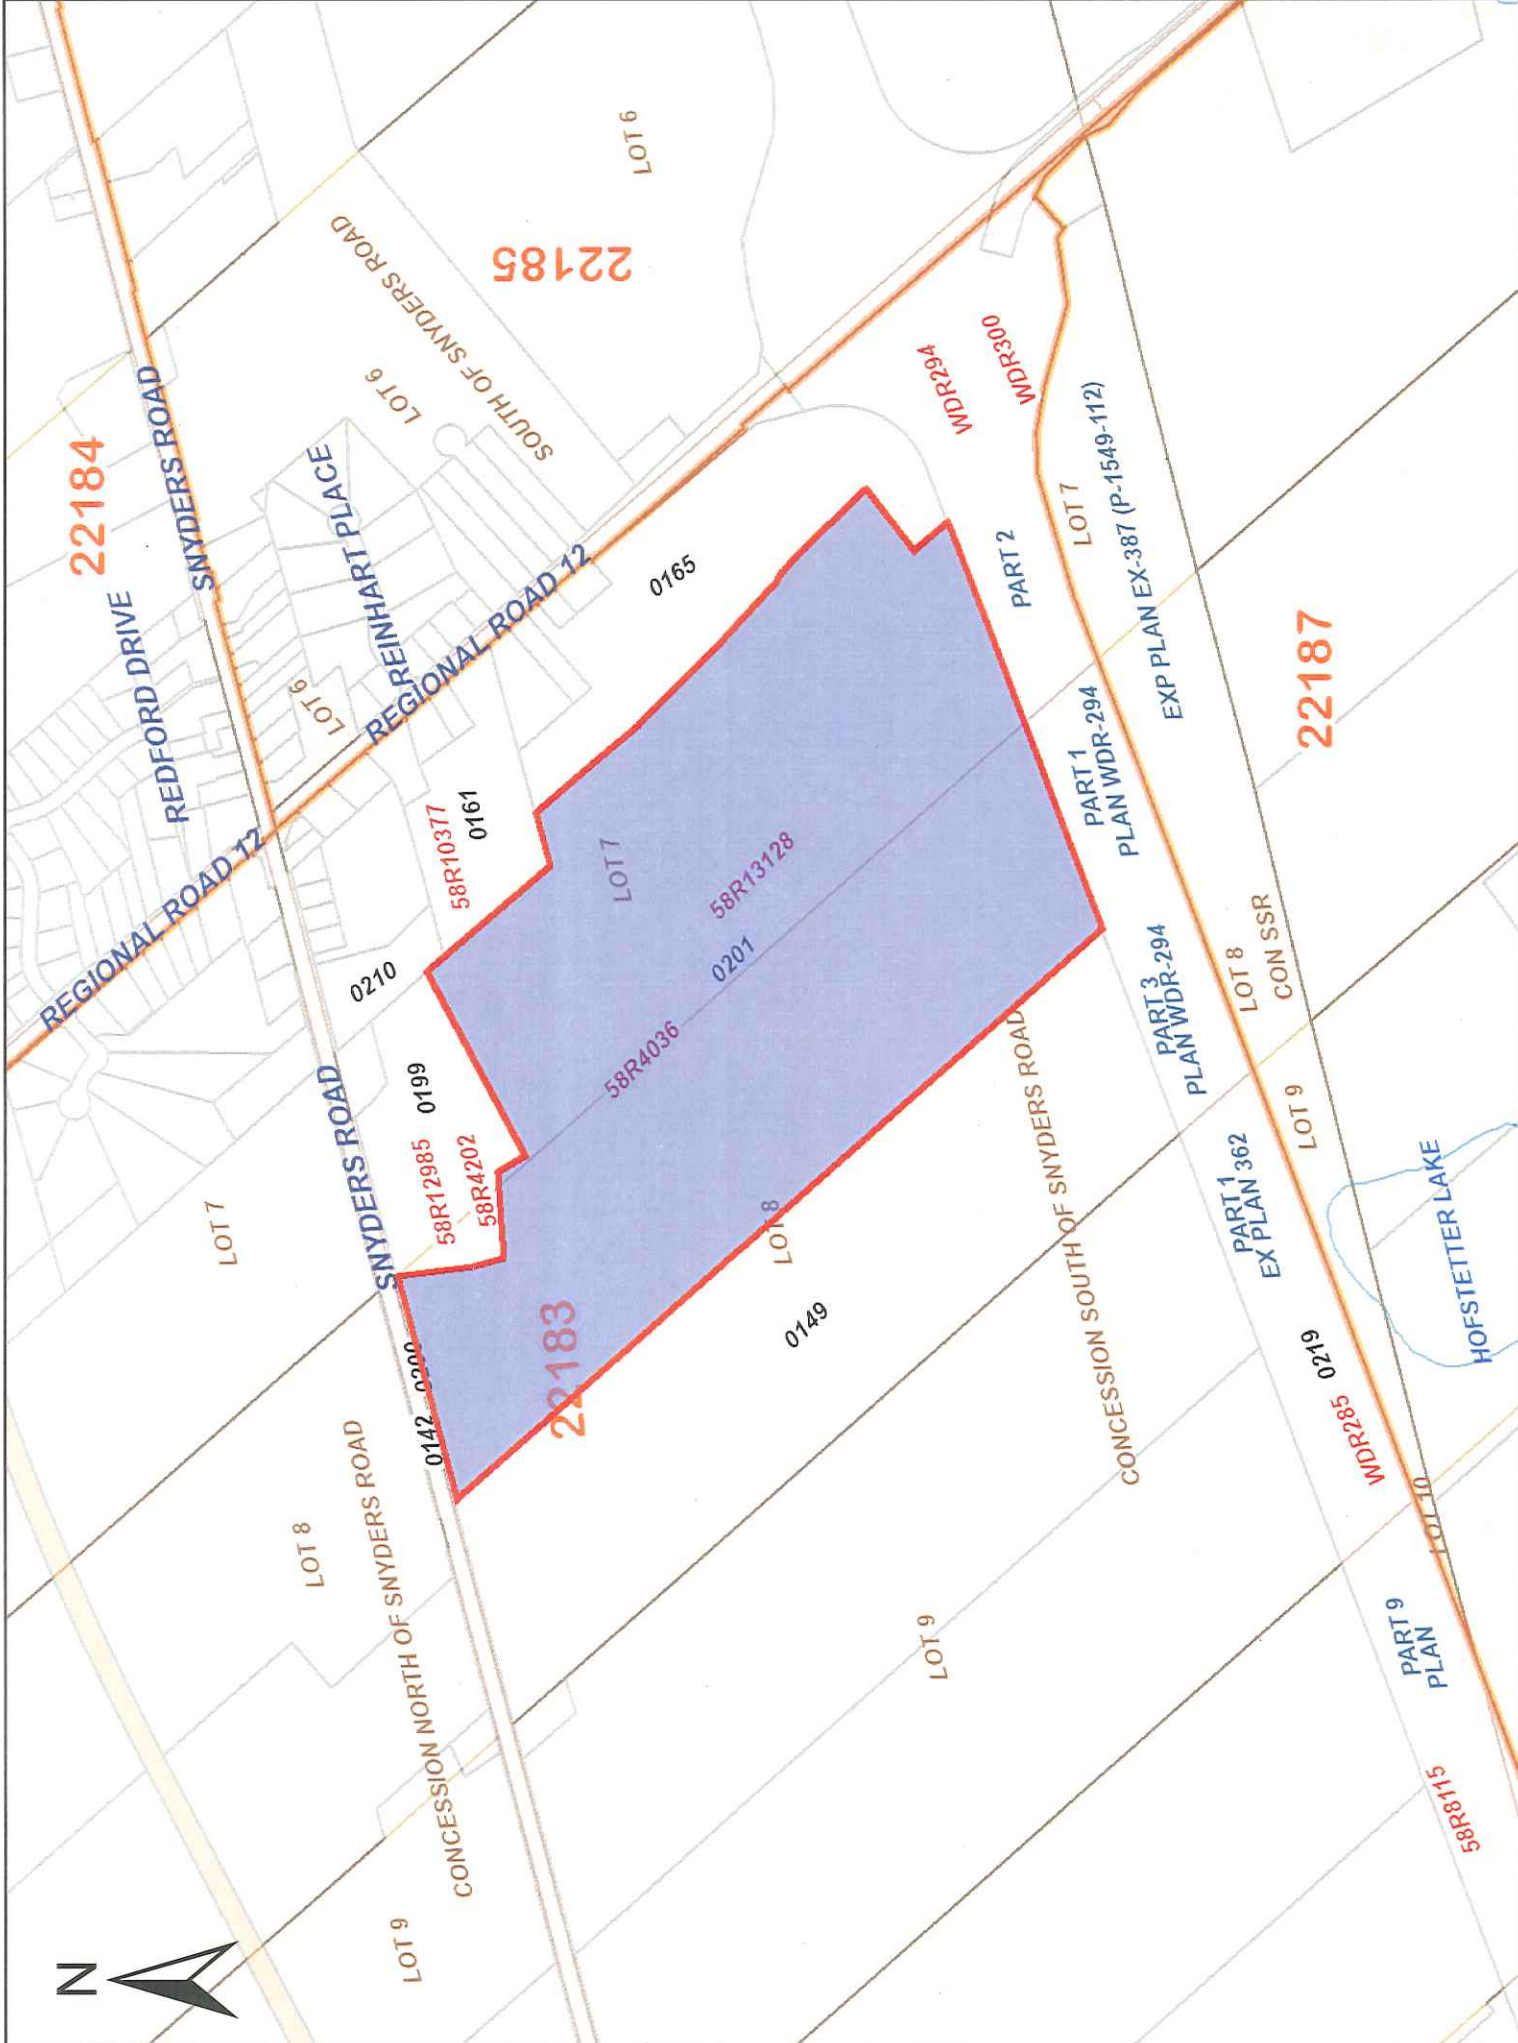 N
LOT 9
CONCESSION NORTH OF SNYDERS ROAD
LOT 8
LOT 7
SNYDERS ROAD
REGIONAL ROAD 12
REDFORD DRIVE
22184
SNYDERS ROAD
LOT 6
REINHART PLACE
REGIONAL ROAD 12
LOT 6
SOUTH OF SNYDERS ROAD
22185
LOT 6
0142
58R12985
0199
58R4202
0210
58R10377
0161
0165
22183
LOT 7
58R13128
0201
58R4036
LOT 8
0149
LOT 9
CONCESSION SOUTH OF SNYDERS ROAD
WDR294
WDR300
PART 2
LOT 7
EXP PLAN EX-387 (P-1549-112)
PART 1
PLAN WDR-294
PART 3
PLAN WDR-294
LOT 8
CON SSR
22187
PART 1
EX PLAN 362
LOT 9
HOFSTETTER LAKE
0219
WDR285
LOT 10
PART 9
PLAN
58R8115